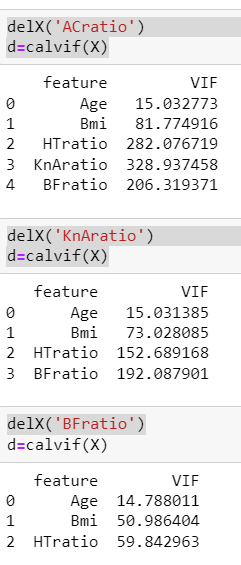 delX('ACratio')
d=calvif(X)
feature VIF
0 Age 15.032773
1 Bmi 81.774916
2 HTratio 282.076719
3 KnAratio 328.937458
4 BFratio 206.319371
delX('KnAratio')
d=calvif(X)
feature VIF
0 Age 15.031385
1 Bmi 73.028085
2 HTratio 152.689168
3 BFratio 192.087901
delX('BFratio')
d=calvif(X)
feature VIF
0 Age 14.788011
1 Bmi 50.986404
2 HTratio 59.842963